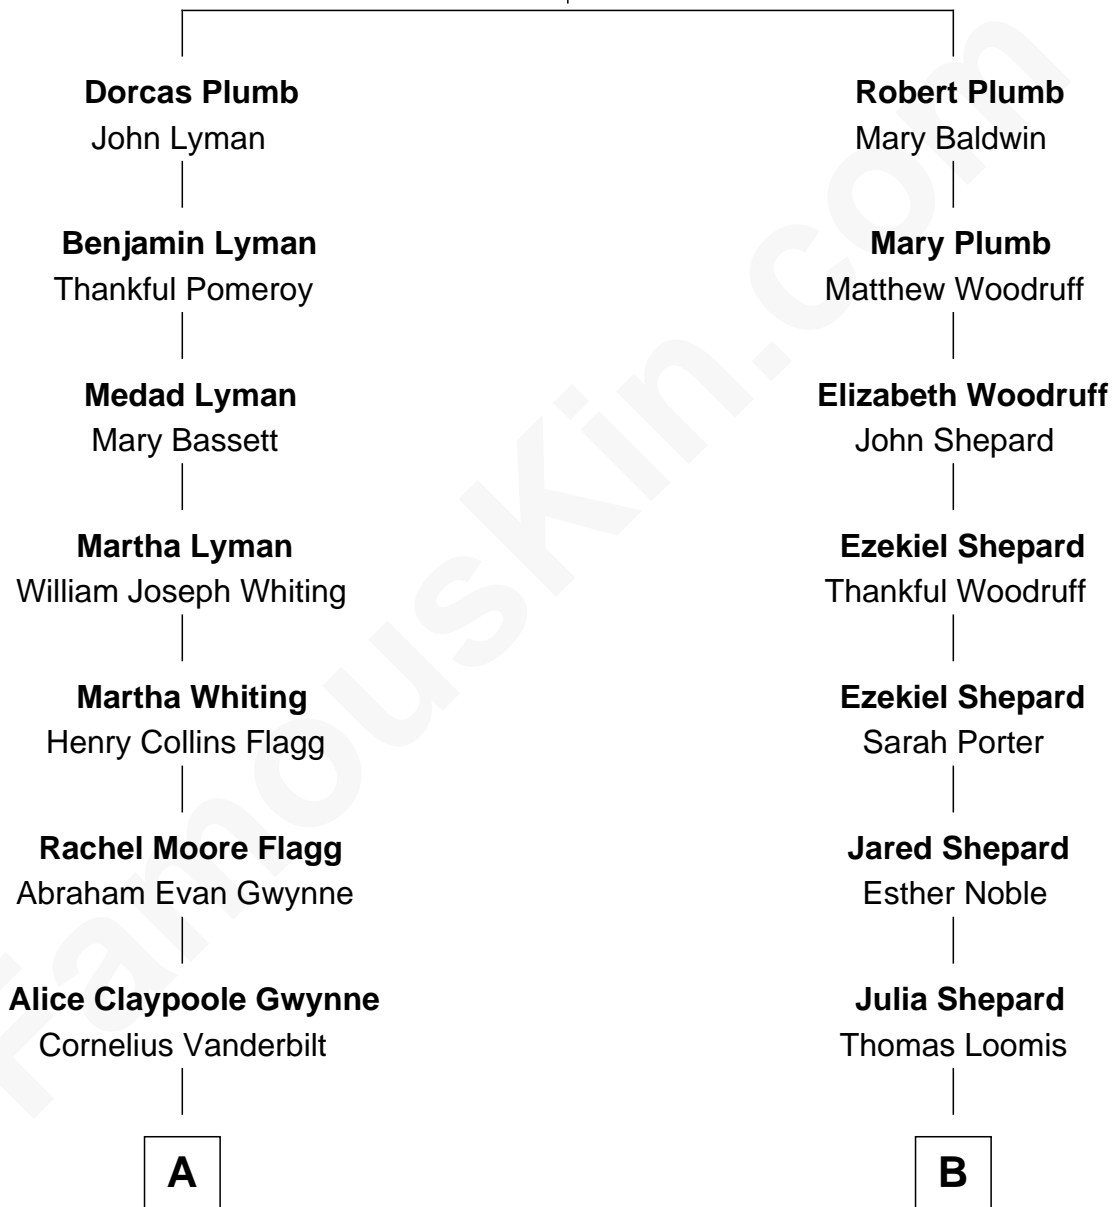 Dorcas Plumb
John Lyman
Benjamin Lyman
Thankful Pomeroy
Medad Lyman
Mary Bassett
Martha Lyman
William Joseph Whiting
Martha Whiting
Henry Collins Flagg
Rachel Moore Flagg
Abraham Evan Gwynne
Alice Claypoole Gwynne
Cornelius Vanderbilt
A
Robert Plumb
Mary Baldwin
Mary Plumb
Matthew Woodruff
Elizabeth Woodruff
John Shepard
Ezekiel Shepard
Thankful Woodruff
Ezekiel Shepard
Sarah Porter
Jared Shepard
Esther Noble
Julia Shepard
Thomas Loomis
B
FamousKin.com